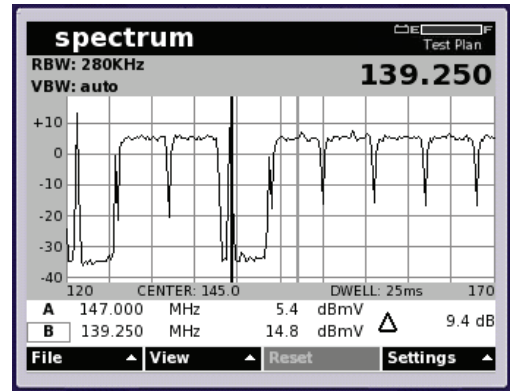 spectrum
E F
Test Plan
RBW: 280KHz
VBW: auto
139.250
+10
0
-10
-20
-30
-40
120 CENTER: 145.0 DWELL: 25ms 170
A 147.000 MHz 5.4 dBmV
B 139.250 MHz 14.8 dBmV
Δ 9.4 dB
File View Reset Settings